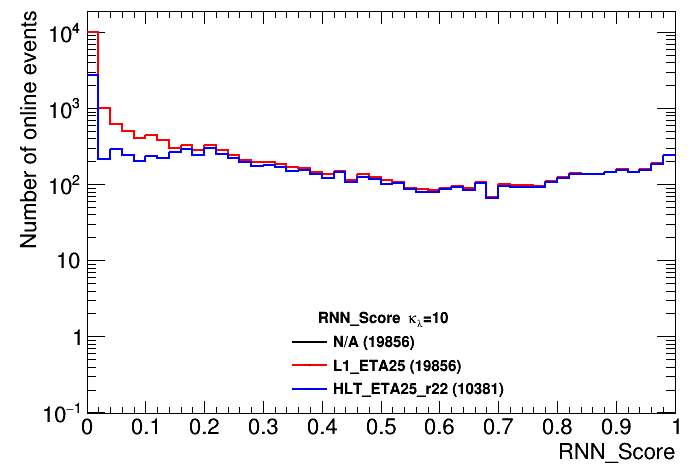 Number of online events
10⁴
10³
10²
10
1
10⁻¹
0 0.1 0.2 0.3 0.4 0.5 0.6 0.7 0.8 0.9 1
RNN_Score
RNN_Score κλ=10
N/A (19856)
L1_ETA25 (19856)
HLT_ETA25_r22 (10381)